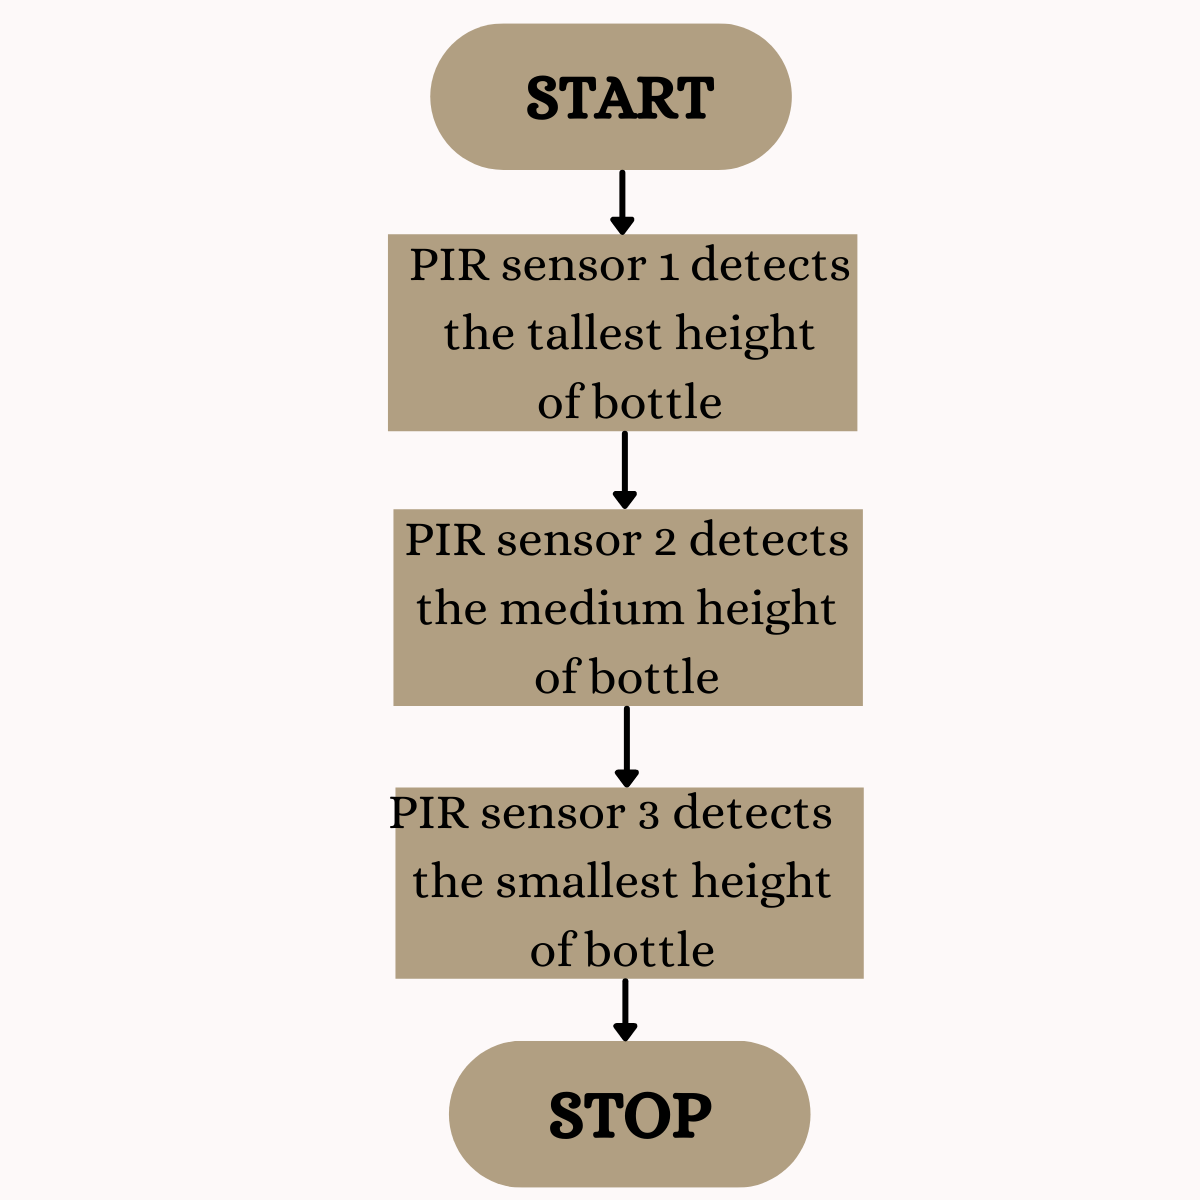 START
PIR sensor 1 detects
the tallest height
of bottle
PIR sensor 2 detects
the medium height
of bottle
PIR sensor 3 detects
the smallest height
of bottle
STOP